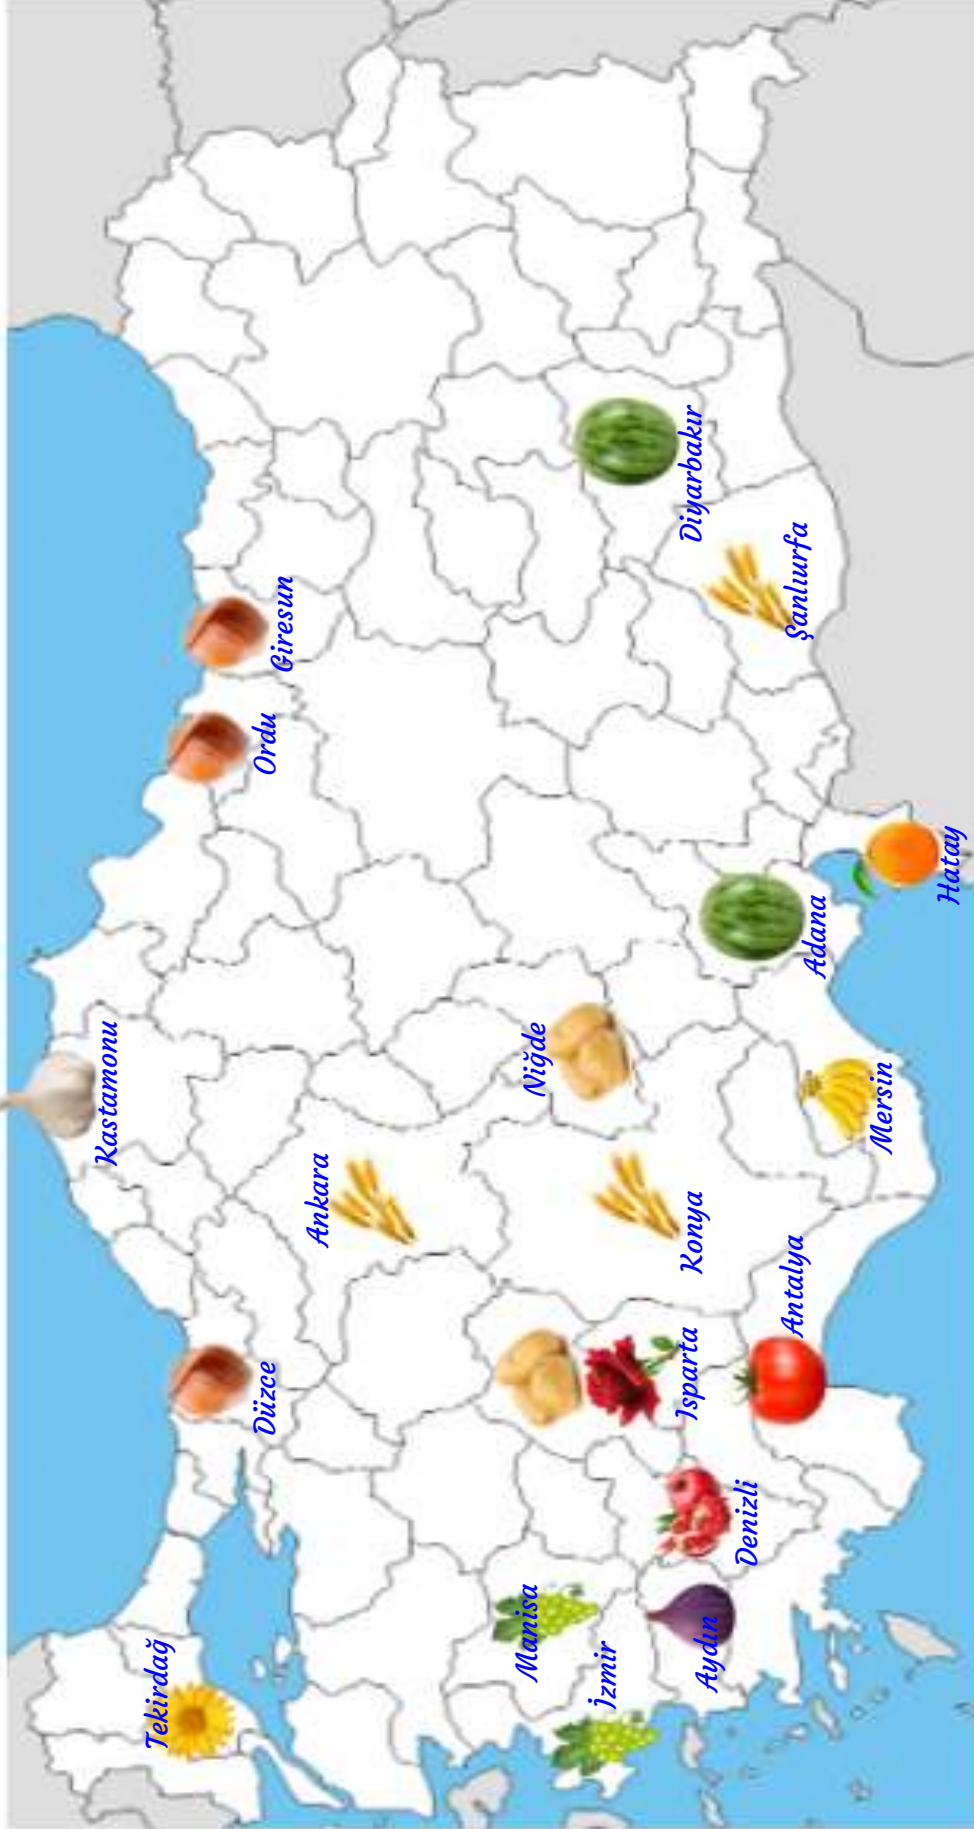 Tekirdağ
Düzce
Kastamonu
Ordu
Giresun
Ankara
Manisa
İzmir
Aydın
Denizli
Isparta
Antalya
Konya
Niğde
Mersin
Adana
Hatay
Şanlıurfa
Diyarbakır